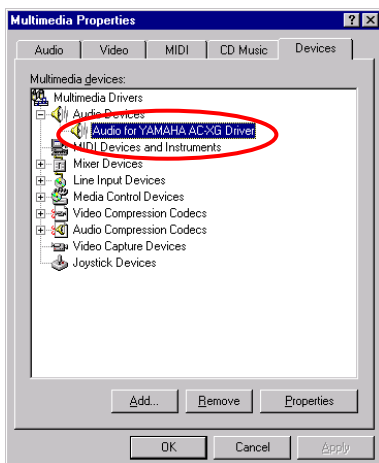 Multimedia Properties
Audio Video MIDI CD Music Devices
Multimedia devices:
Multimedia Drivers
Audio Devices
Audio for YAMAHA AC-XG Driver
MIDI Devices and Instruments
Mixer Devices
Line Input Devices
Media Control Devices
Video Compression Codecs
Audio Compression Codecs
Video Capture Devices
Joystick Devices
Add... Remove Properties
OK Cancel Apply